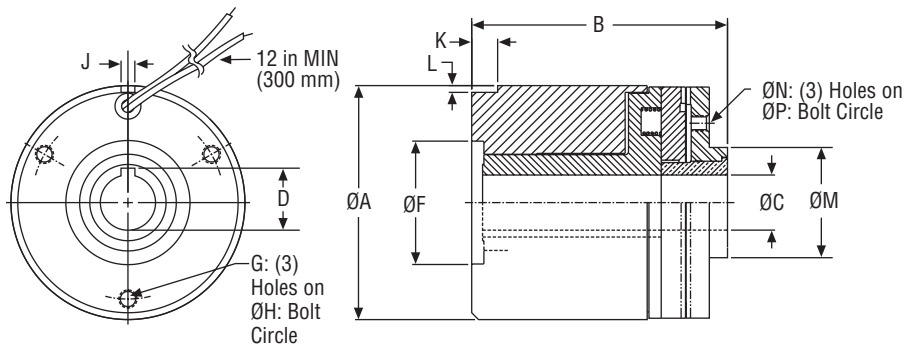 J
12 in MIN
(300 mm)
D
G: (3)
Holes on
ØH: Bolt
Circle
B
K
L
ØA
ØF
ØN: (3) Holes on
ØP: Bolt Circle
ØC
ØM